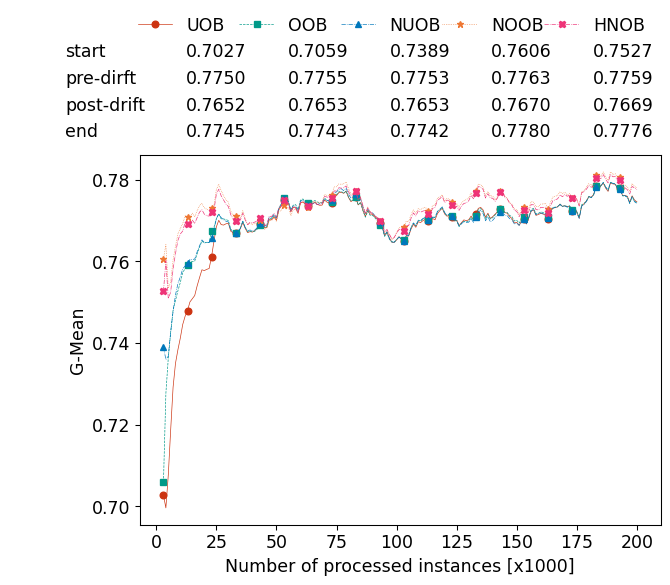 UOB OOB NUOB NOOB HNOB
start 0.7027 0.7059 0.7389 0.7606 0.7527
pre-dirft 0.7750 0.7755 0.7753 0.7763 0.7759
post-drift 0.7652 0.7653 0.7653 0.7670 0.7669
end 0.7745 0.7743 0.7742 0.7780 0.7776
0.78
0.76
0.74
0.72
0.70
G-Mean
0 25 50 75 100 125 150 175 200
Number of processed instances [x1000]